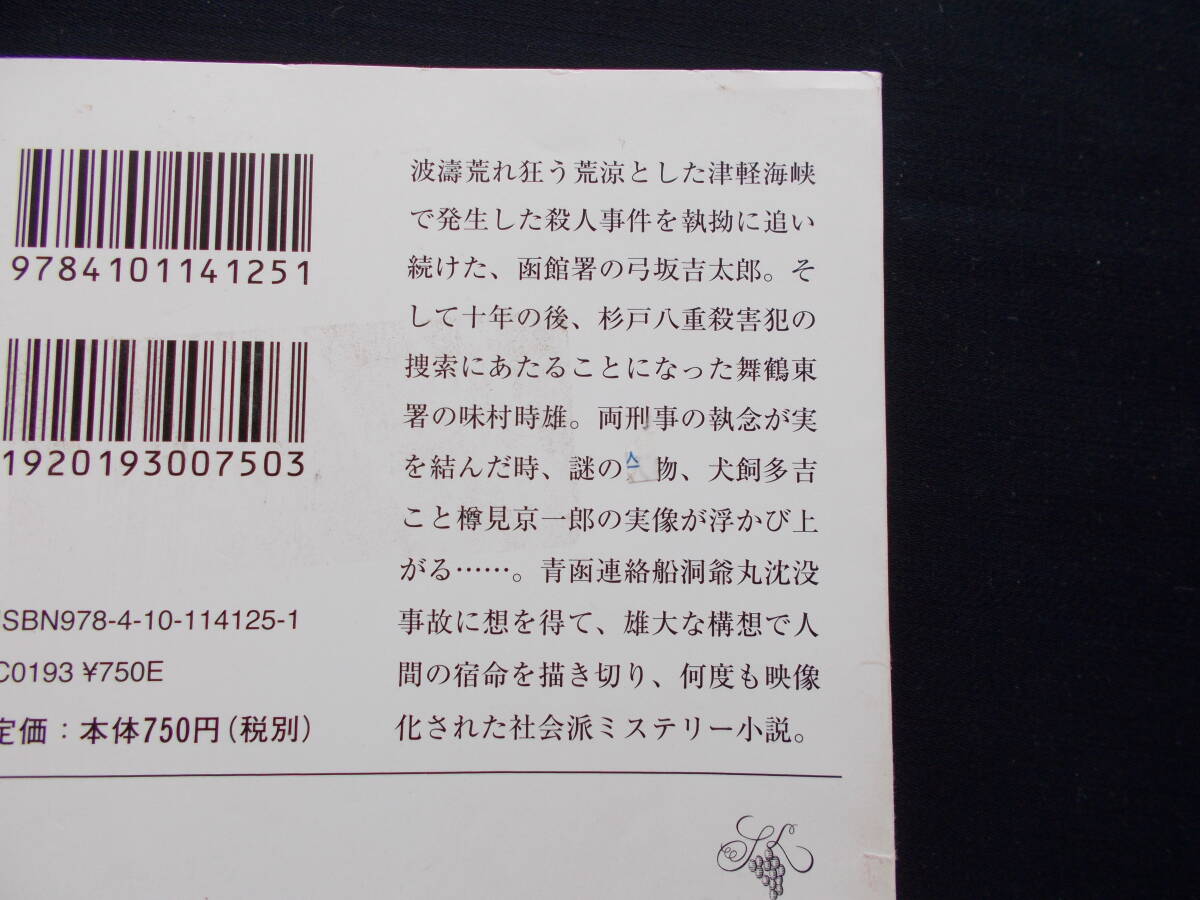 9784101141251
1920193007503
SBN978-4-10-114125-1
C0193 ¥750E
定価：本体750円(税別)
波濤荒れ狂う荒涼とした津軽海峡
で発生した殺人事件を執拗に追い
続けた、函館署の弓坂吉太郎。そ
して十年の後、杉戸八重殺害犯の
捜索にあたることになった舞鶴東
署の味村時雄。両刑事の執念が実
を結んだ時、謎の物、犬飼多吉
こと樽見京一郎の実像が浮かび上
がる……。青函連絡船洞爺丸沈没
事故に想を得て、雄大な構想で人
間の宿命を描き切り、何度も映像
化された社会派ミステリー小説。